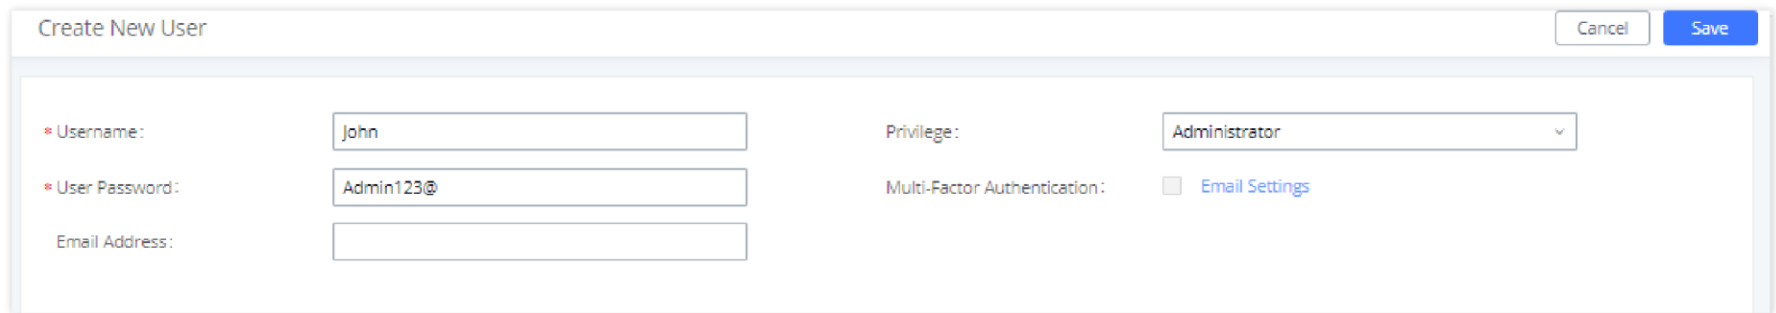 Create New User
Cancel
Save
* Username:
John
Privilege:
Administrator
* User Password:
Admin123@
Multi-Factor Authentication:
Email Settings
Email Address: